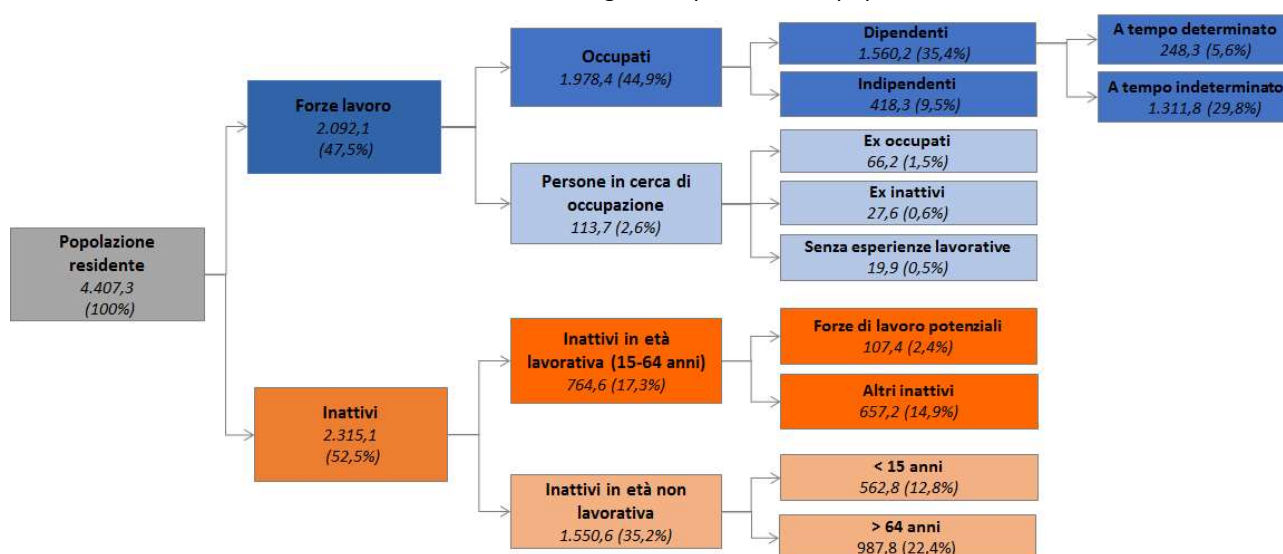 Occupati
1.978,4 (44,9%)
Dipendenti
1.560,2 (35,4%)
A tempo determinato
248,3 (5,6%)
Indipendenti
418,3 (9,5%)
A tempo indeterminato
1.311,8 (29,8%)
Forze lavoro
2.092,1
(47,5%)
Persone in cerca di
occupazione
113,7 (2,6%)
Ex occupati
66,2 (1,5%)
Ex inattivi
27,6 (0,6%)
Senza esperienze lavorative
19,9 (0,5%)
Popolazione
residente
4.407,3
(100%)
Inattivi
2.315,1
(52,5%)
Inattivi in età
lavorativa (15-64 anni)
764,6 (17,3%)
Forze di lavoro potenziali
107,4 (2,4%)
Altri inattivi
657,2 (14,9%)
Inattivi in età non
lavorativa
1.550,6 (35,2%)
< 15 anni
562,8 (12,8%)
> 64 anni
987,8 (22,4%)